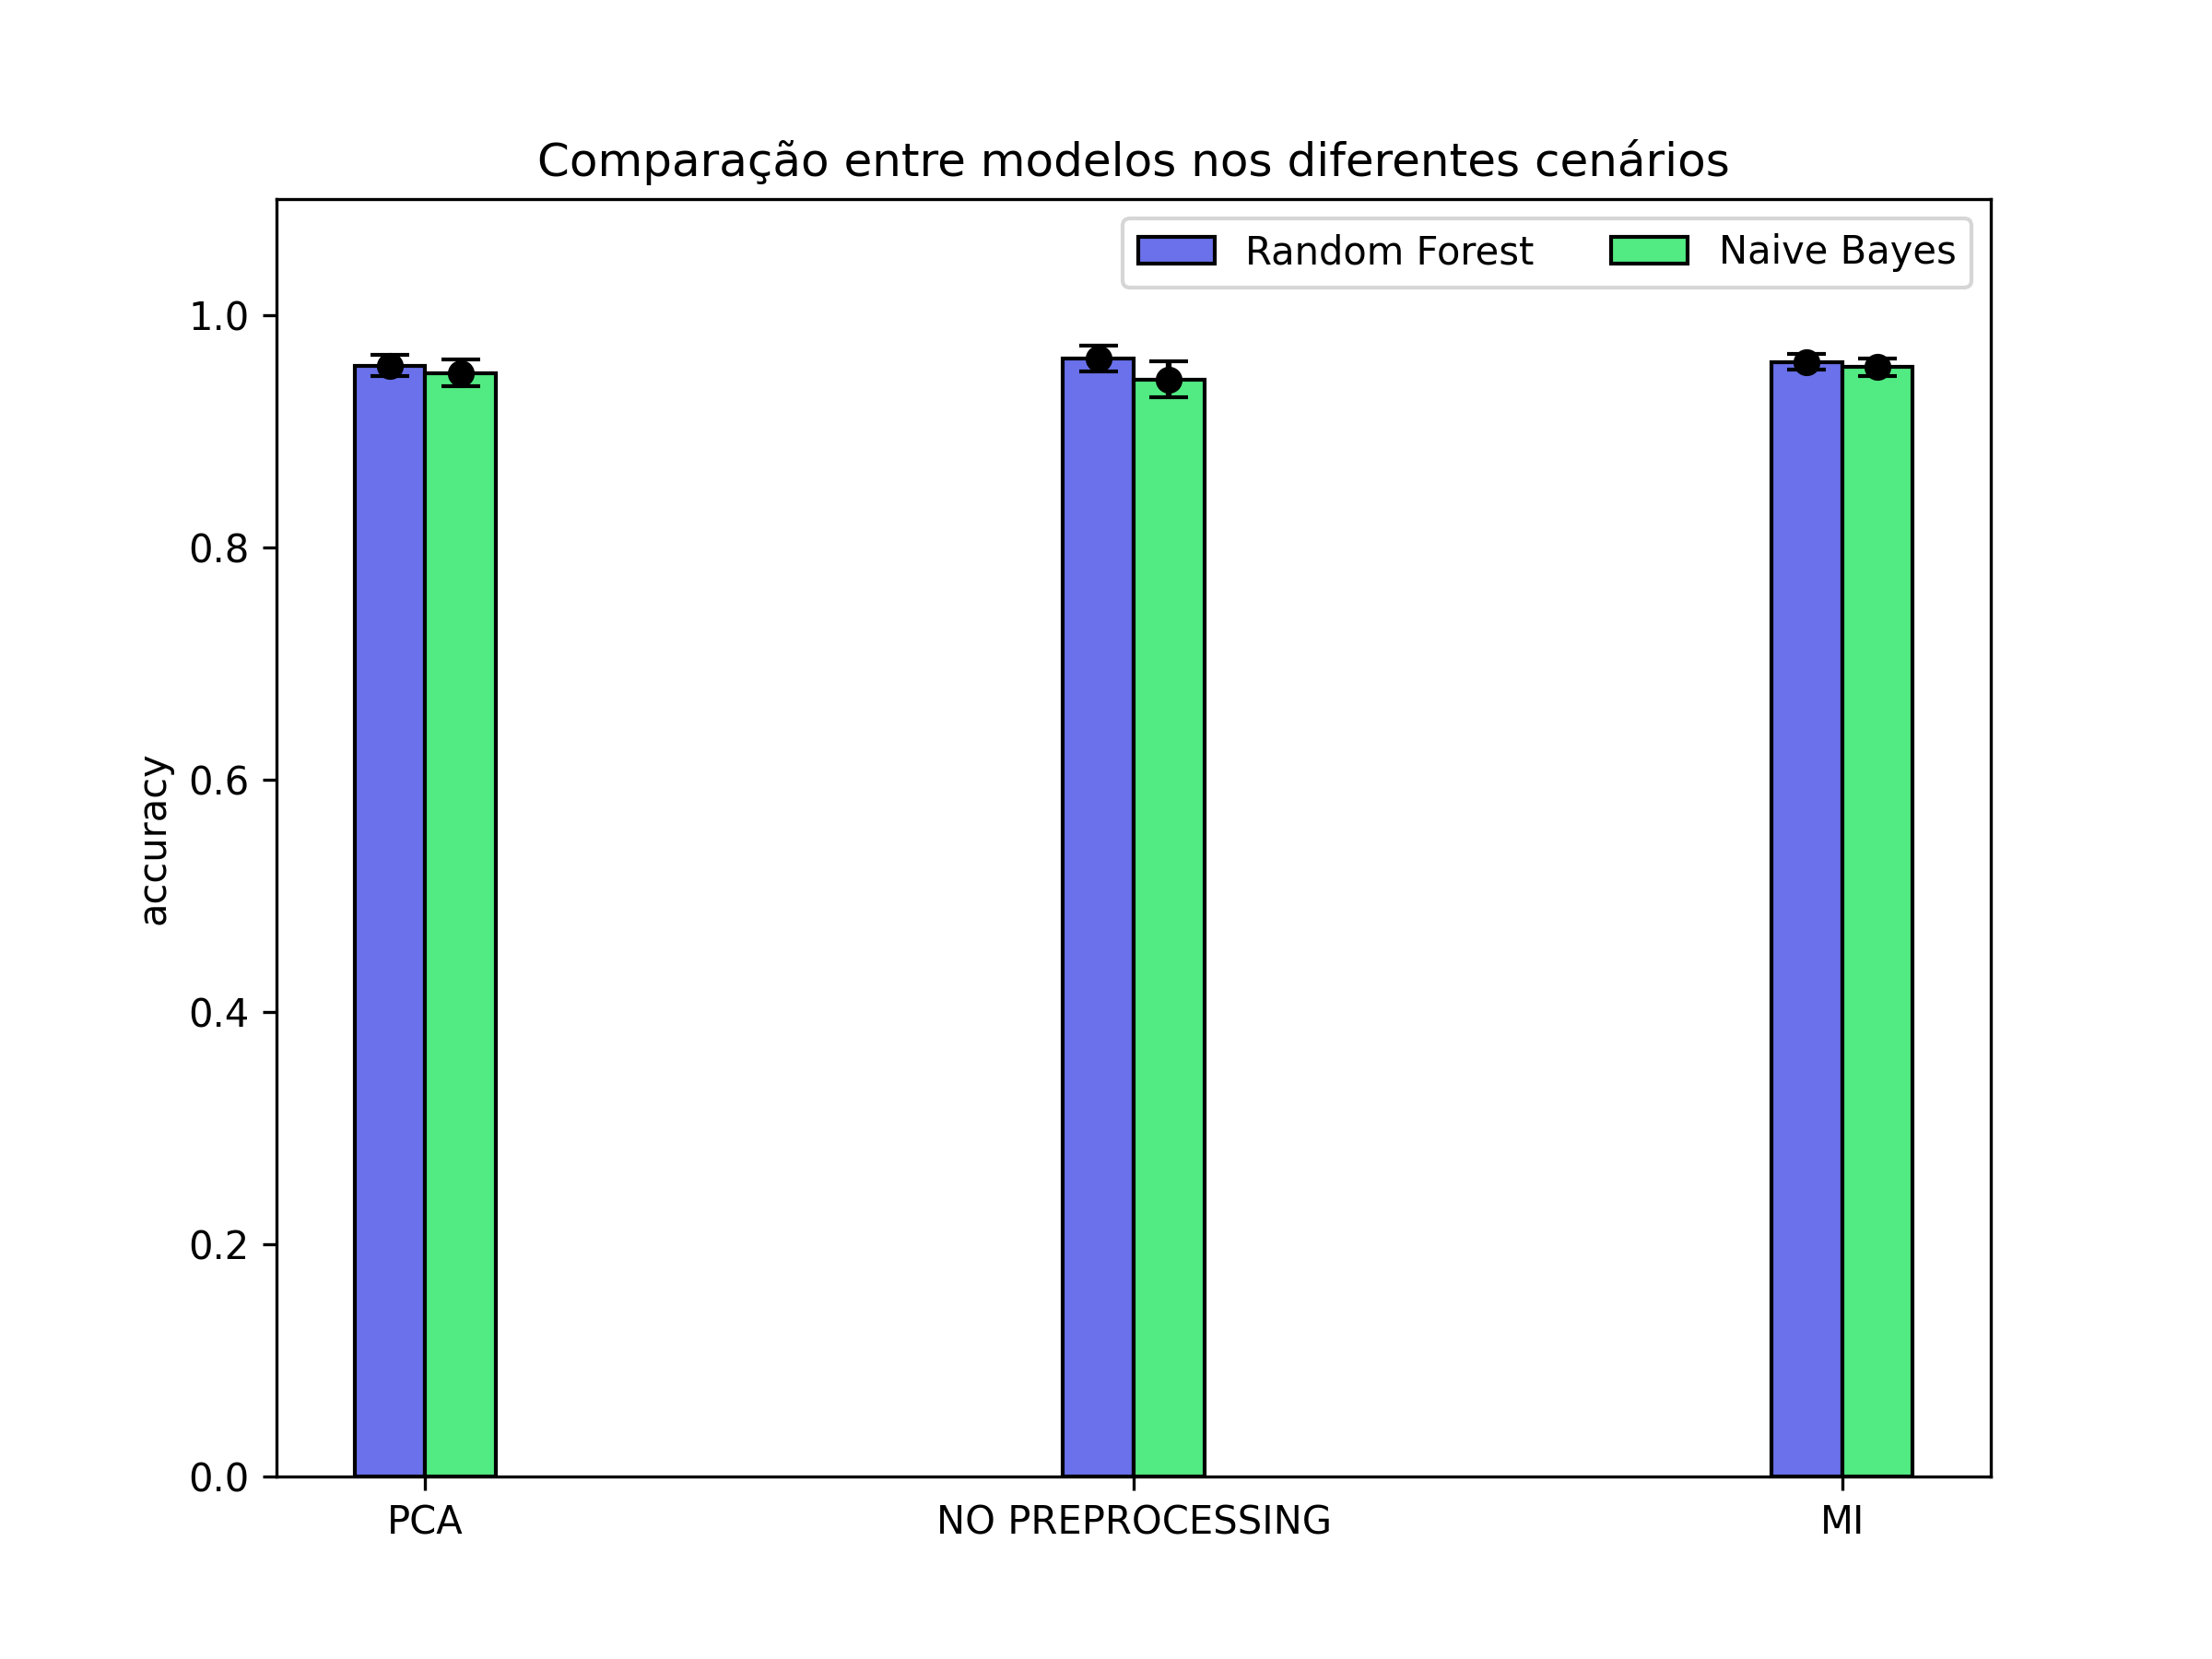 Comparação entre modelos nos diferentes cenários
Random Forest
Naive Bayes
1.0
0.8
0.6
0.4
0.2
0.0
accuracy
PCA
NO PREPROCESSING
MI